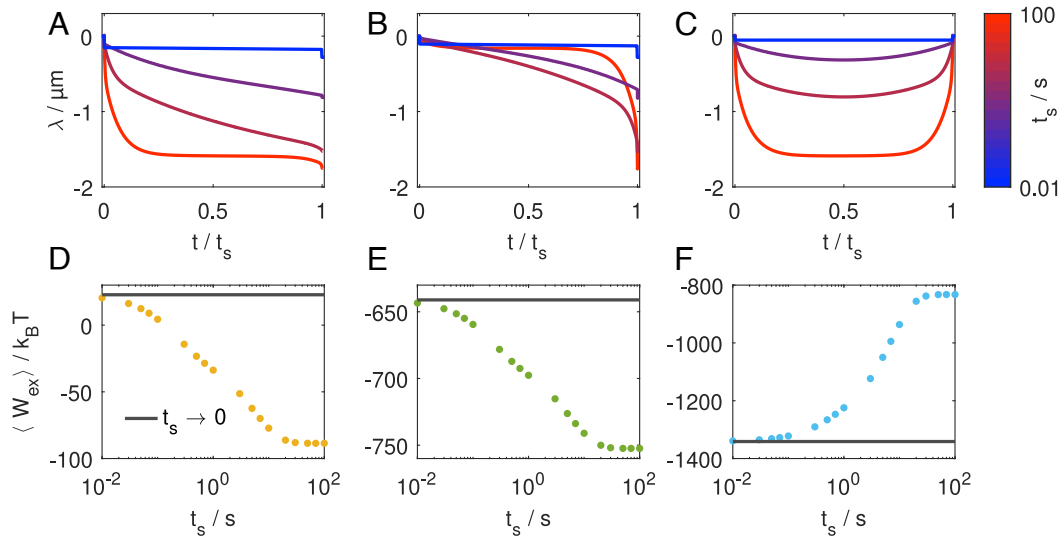 A
B
C
0
-1
-2
λ / μm
0
0.5
1
t / t_s
0
-1
-2
0
0.5
1
t / t_s
0
-1
-2
0
0.5
1
t / t_s
100
t_s / s
0.01
D
E
F
0
-50
-100
⟨ W_ex ⟩ / k_B T
t_s → 0
10^-2
10^0
10^2
t_s / s
-650
-700
-750
10^-2
10^0
10^2
t_s / s
-800
-1000
-1200
-1400
10^-2
10^0
10^2
t_s / s